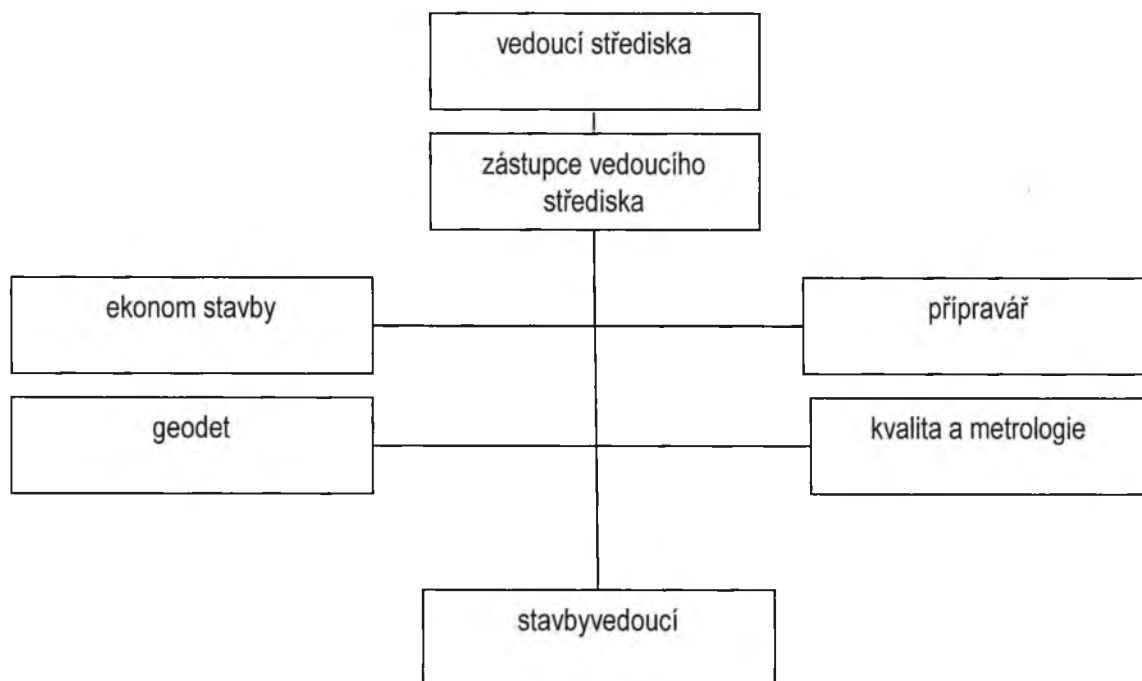 vedoucí střediska
zástupce vedoucího
střediska
ekonom stavby
přípravář
geodet
kvalita a metrologie
stavbyvedoucí